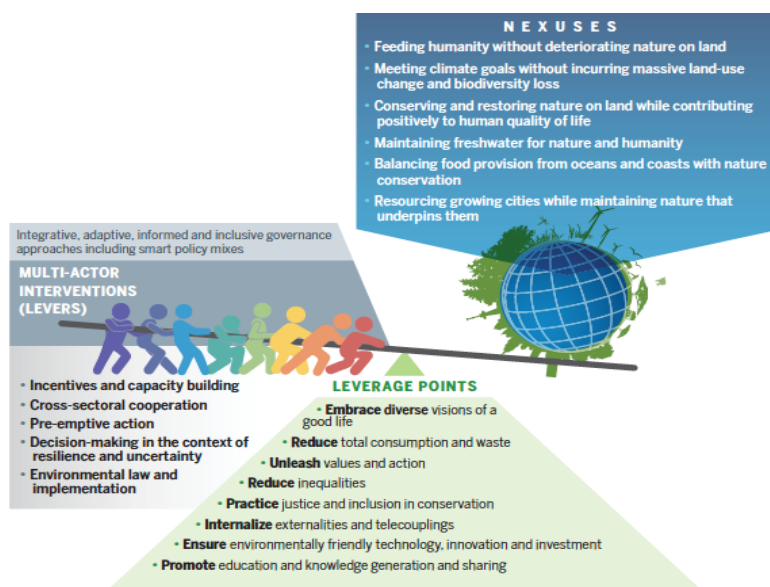 NEXUSES
• Feeding humanity without deteriorating nature on land
• Meeting climate goals without incurring massive land-use
change and biodiversity loss
• Conserving and restoring nature on land while contributing
positively to human quality of life
• Maintaining freshwater for nature and humanity
• Balancing food provision from oceans and coasts with nature
conservation
• Resourcing growing cities while maintaining nature that
underpins them
Integrative, adaptive, informed and inclusive governance
approaches including smart policy mixes
MULTI-ACTOR
INTERVENTIONS
(LEVERS)
• Incentives and capacity building
• Cross-sectoral cooperation
• Pre-emptive action
• Decision-making in the context of
resilience and uncertainty
• Environmental law and
implementation
LEVERAGE POINTS
• Embrace diverse visions of a
good life
• Reduce total consumption and waste
• Unleash values and action
• Reduce inequalities
• Practice justice and inclusion in conservation
• Internalize externalities and telecouplings
• Ensure environmentally friendly technology, innovation and investment
• Promote education and knowledge generation and sharing